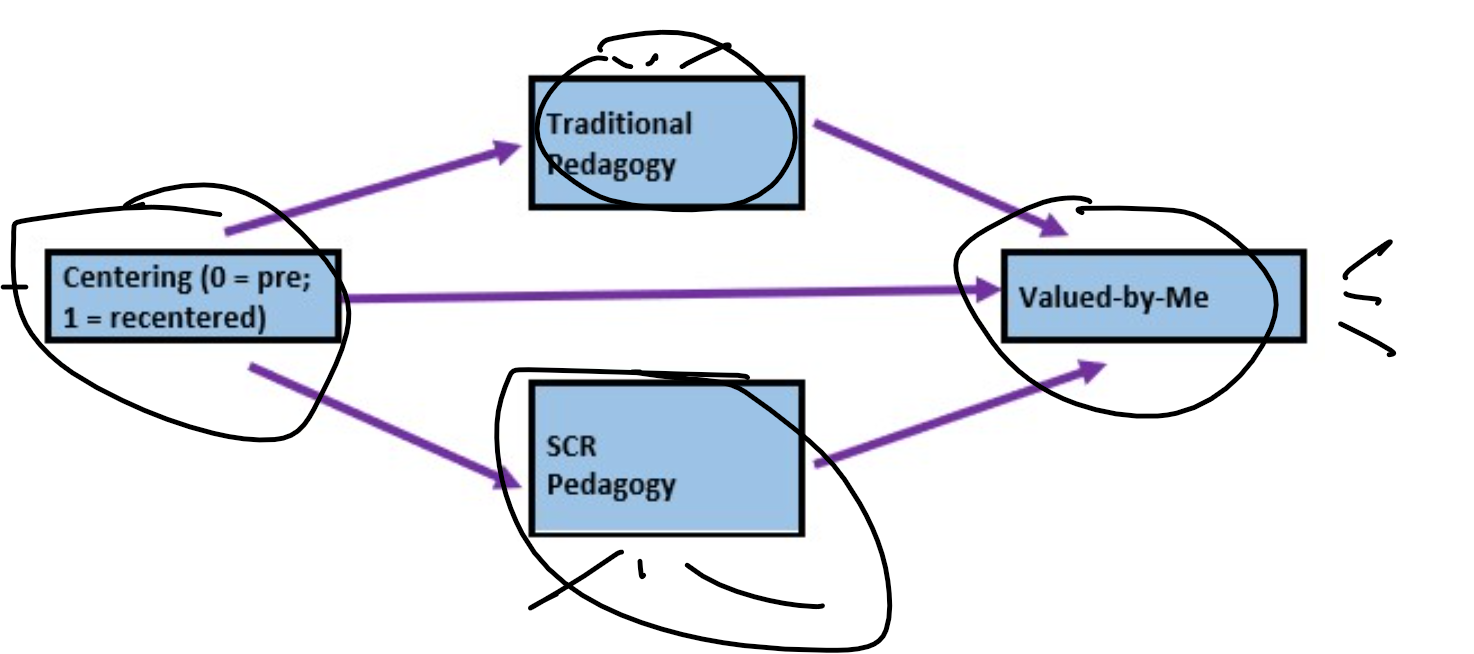 Traditional
Pedagogy
Centering (0 = pre;
1 = recentered)
Valued-by-Me
SCR
Pedagogy